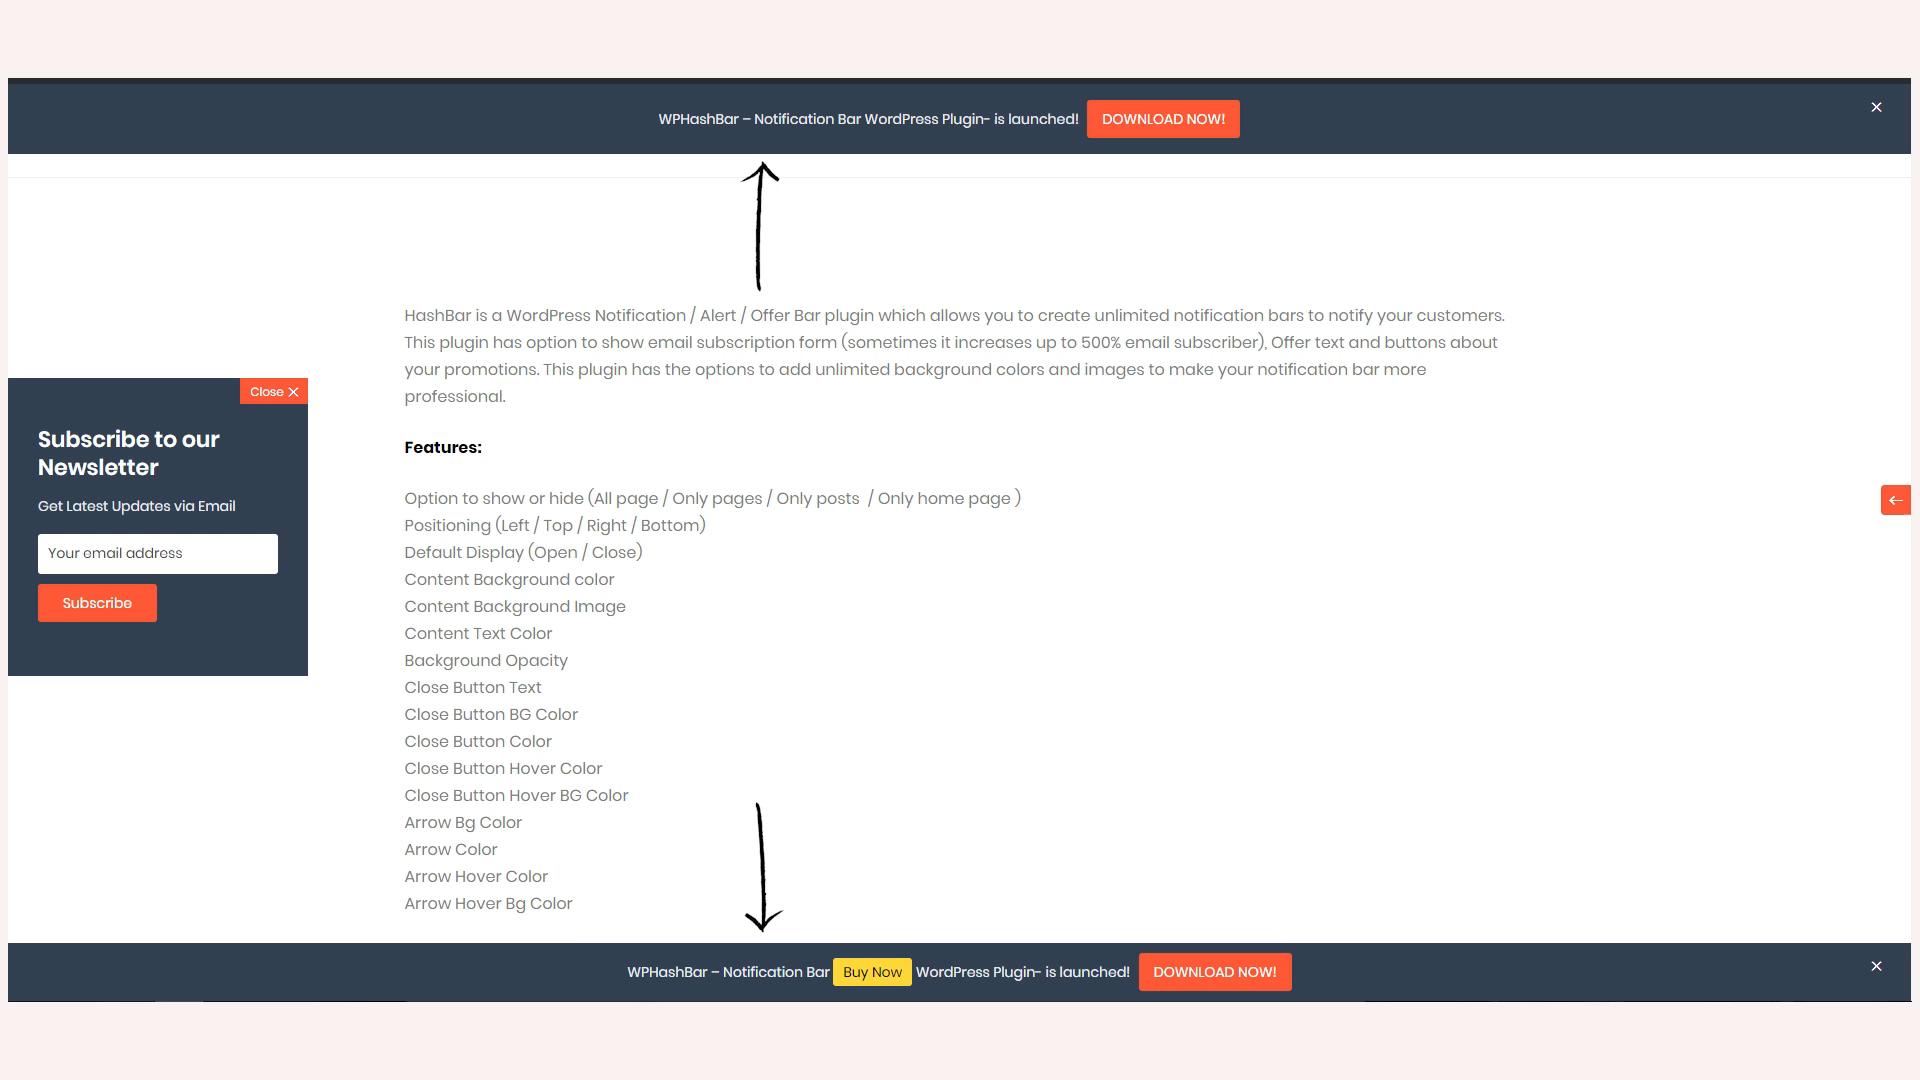 WPHashBar – Notification Bar WordPress Plugin- is launched! DOWNLOAD NOW!
HashBar is a WordPress Notification / Alert / Offer Bar plugin which allows you to create unlimited notification bars to notify your customers.
This plugin has option to show email subscription form (sometimes it increases up to 500% email subscriber), Offer text and buttons about
your promotions. This plugin has the options to add unlimited background colors and images to make your notification bar more
professional.
Close
Subscribe to our
Newsletter
Get Latest Updates via Email
Your email address
Subscribe
Features:
Option to show or hide (All page / Only pages / Only posts  / Only home page )
Positioning (Left / Top / Right / Bottom)
Default Display (Open / Close)
Content Background color
Content Background Image
Content Text Color
Background Opacity
Close Button Text
Close Button BG Color
Close Button Color
Close Button Hover Color
Close Button Hover BG Color
Arrow Bg Color
Arrow Color
Arrow Hover Color
Arrow Hover Bg Color
WPHashBar – Notification Bar Buy Now WordPress Plugin- is launched! DOWNLOAD NOW!